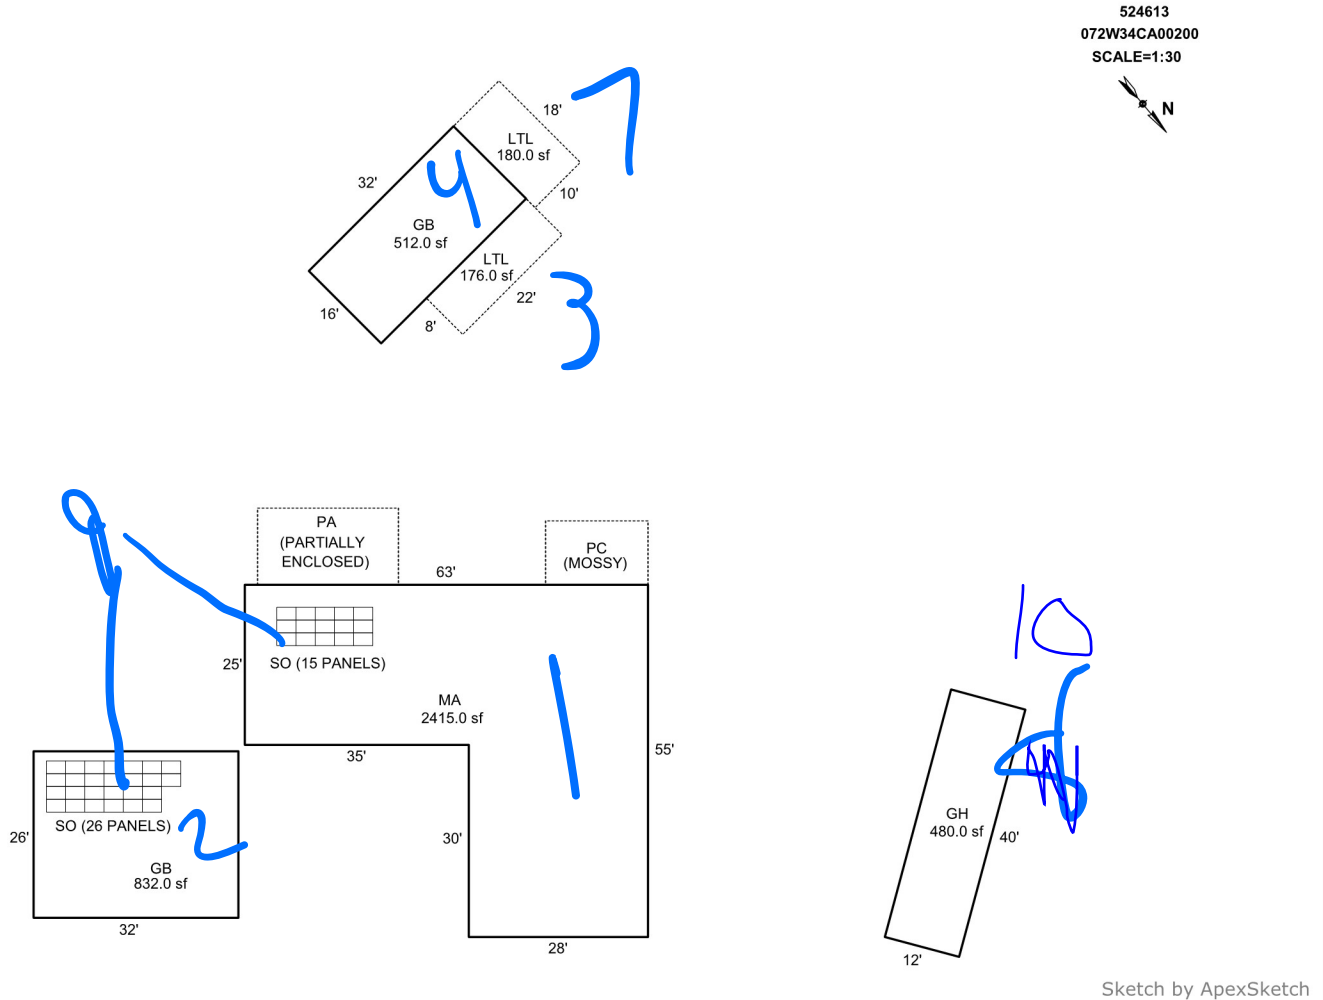 524613
072W34CA00200
SCALE=1:30
N
7
18'
LTL
180.0 sf
32'
4
10'
GB
512.0 sf
LTL
176.0 sf
22'
3
16'
8'
PA
(PARTIALLY
ENCLOSED)
PC
(MOSSY)
63'
10
25'
SO (15 PANELS)
MA
2415.0 sf
1
35'
55'
SO (26 PANELS)
2
26'
30'
GH
480.0 sf
40'
GB
832.0 sf
32'
28'
12'
Sketch by ApexSketch